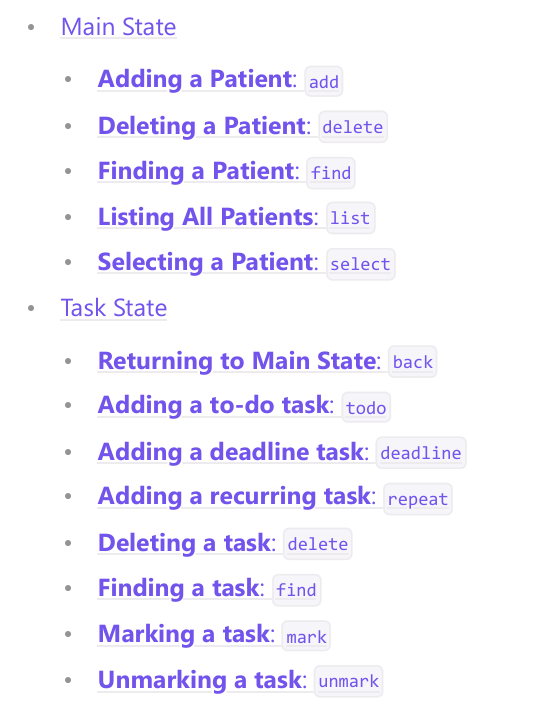 Main State
Adding a Patient: add
Deleting a Patient: delete
Finding a Patient: find
Listing All Patients: list
Selecting a Patient: select
Task State
Returning to Main State: back
Adding a to-do task: todo
Adding a deadline task: deadline
Adding a recurring task: repeat
Deleting a task: delete
Finding a task: find
Marking a task: mark
Unmarking a task: unmark